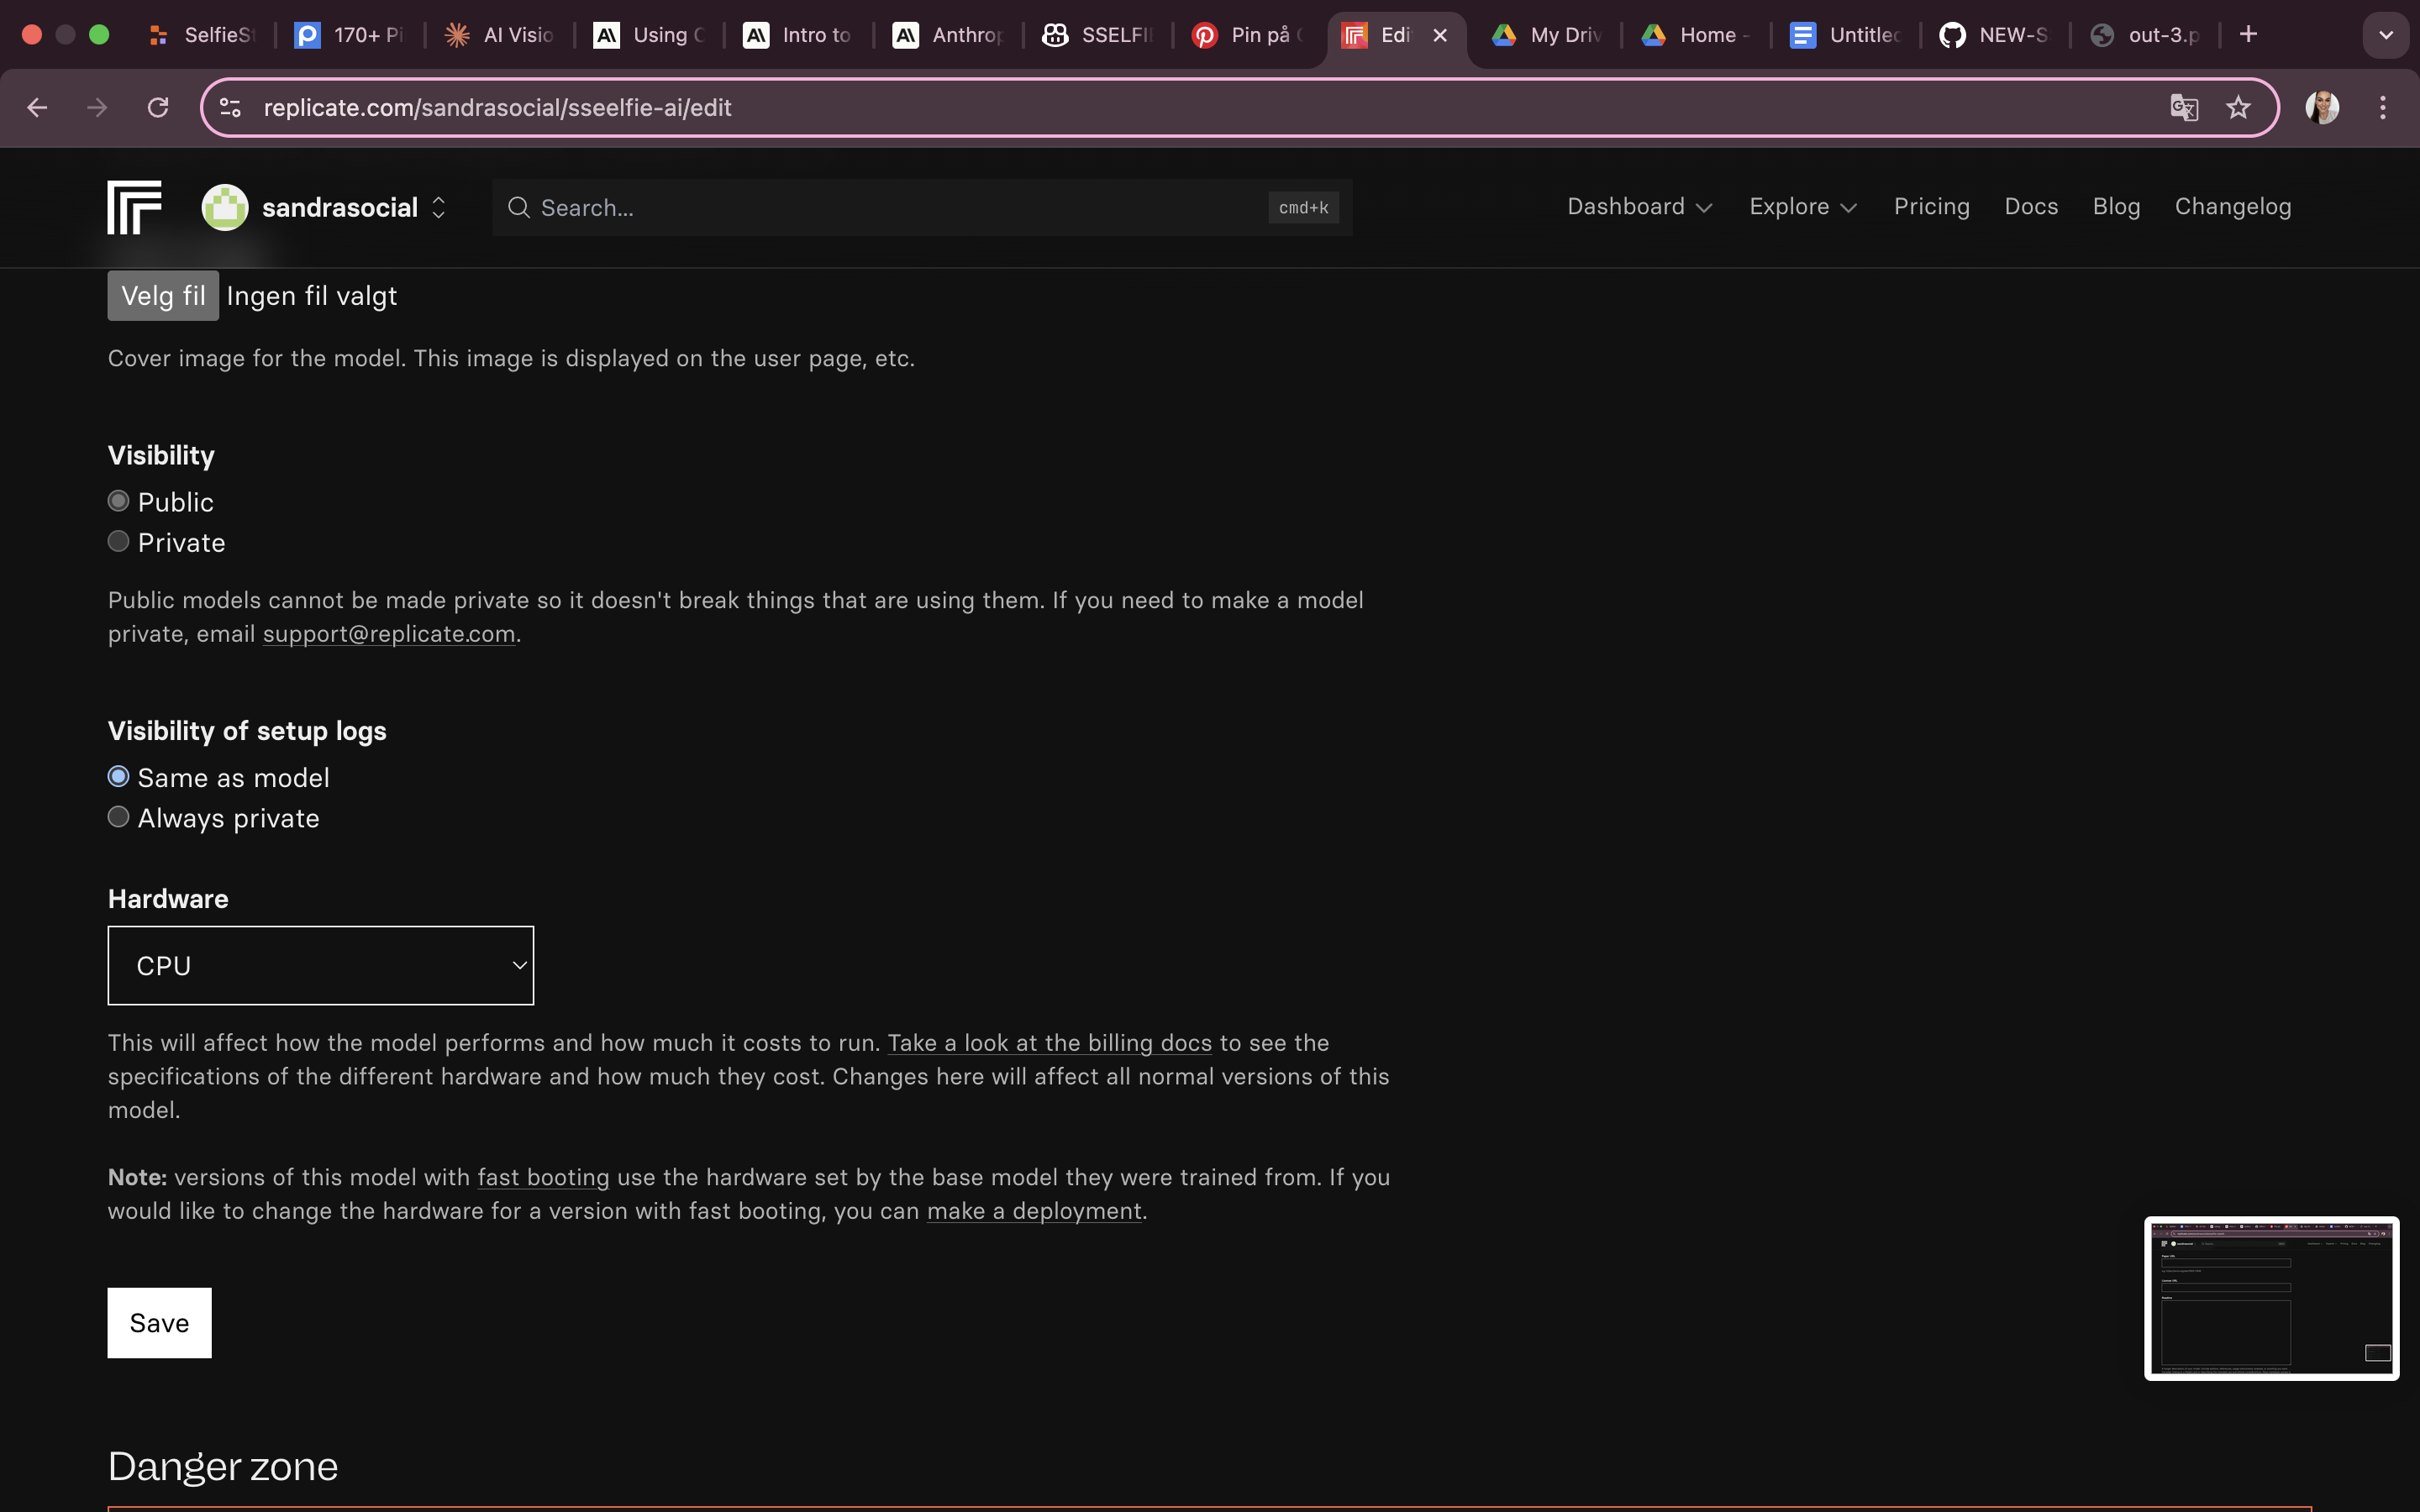 SelfieSt
170+ Pi
AI Visio
Using C
Intro to
Anthrop
SSELFIE
Pin på
Edi
My Driv
Home -
Untitled
NEW-S
out-3.p
replicate.com/sandrasocial/sseelfie-ai/edit
sandrasocial
Search...
cmd+k
Dashboard
Explore
Pricing
Docs
Blog
Changelog
Velg fil Ingen fil valgt
Cover image for the model. This image is displayed on the user page, etc.
Visibility
Public
Private
Public models cannot be made private so it doesn't break things that are using them. If you need to make a model
private, email support@replicate.com.
Visibility of setup logs
Same as model
Always private
Hardware
CPU
This will affect how the model performs and how much it costs to run. Take a look at the billing docs to see the
specifications of the different hardware and how much they cost. Changes here will affect all normal versions of this
model.
Note: versions of this model with fast booting use the hardware set by the base model they were trained from. If you
would like to change the hardware for a version with fast booting, you can make a deployment.
Save
Danger zone